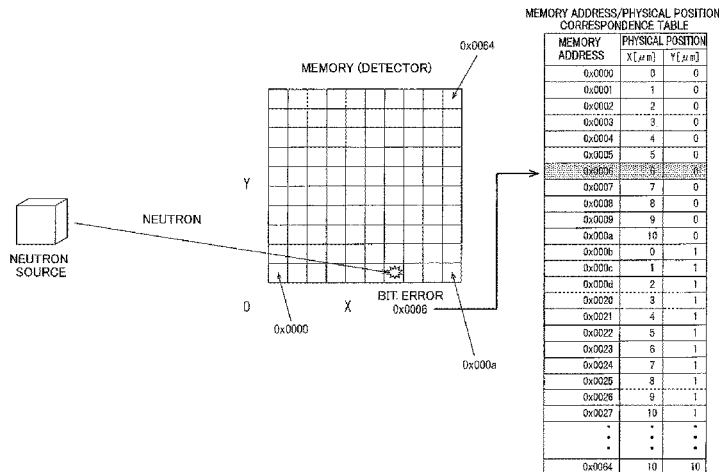 MEMORY ADDRESS/PHYSICAL POSITION
CORRESPONDENCE TABLE
0x0064
MEMORY (DETECTOR)
Y
NEUTRON
NEUTRON
SOURCE
0
X
BIT ERROR
0x0006
0x0000
0x000a
MEMORY ADDRESS PHYSICAL POSITION
X[μm] Y[μm]
0x0000 0 0
0x0001 1 0
0x0002 2 0
0x0003 3 0
0x0004 4 0
0x0005 5 0
0x0006 6 0
0x0007 7 0
0x0008 8 0
0x0009 9 0
0x000a 10 0
0x000b 0 1
0x000c 1 1
0x000d 2 1
0x0020 3 1
0x0021 4 1
0x0022 5 1
0x0023 6 1
0x0024 7 1
0x0025 8 1
0x0026 9 1
0x0027 10 1
0x0064 10 10